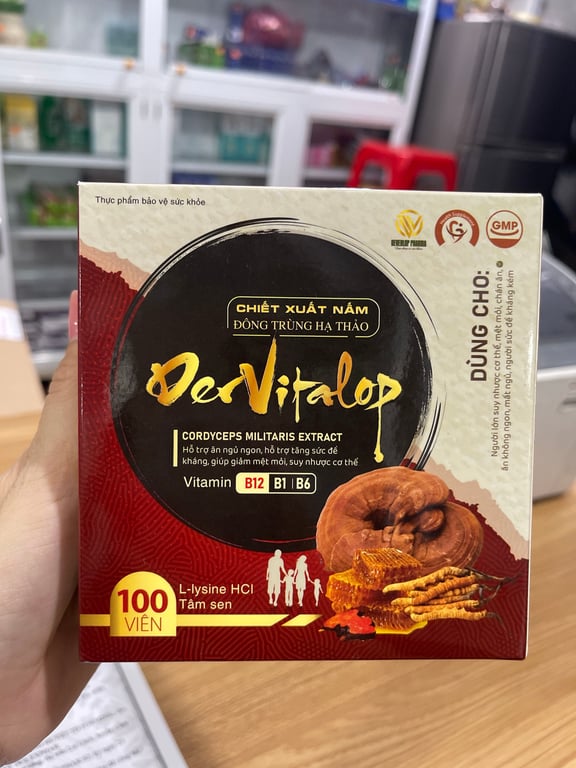 Thực phẩm bảo vệ sức khỏe
DEVERLOP PHARMA
GMP
CHIẾT XUẤT NẤM
ĐÔNG TRÙNG HẠ THẢO
DerVitalop
CORDYCEPS MILITARIS EXTRACT
Hỗ trợ ăn ngủ ngon, hỗ trợ tăng sức đề
kháng, giúp giảm mệt mỏi, suy nhược cơ thể
Vitamin B12 B1 B6
DÙNG CHO:
Người lớn suy nhược cơ thể, mệt mỏi, chán ăn,
ăn không ngon, mất ngủ, người sức đề kháng kém
100
VIÊN
L-lysine HCl
Tâm sen